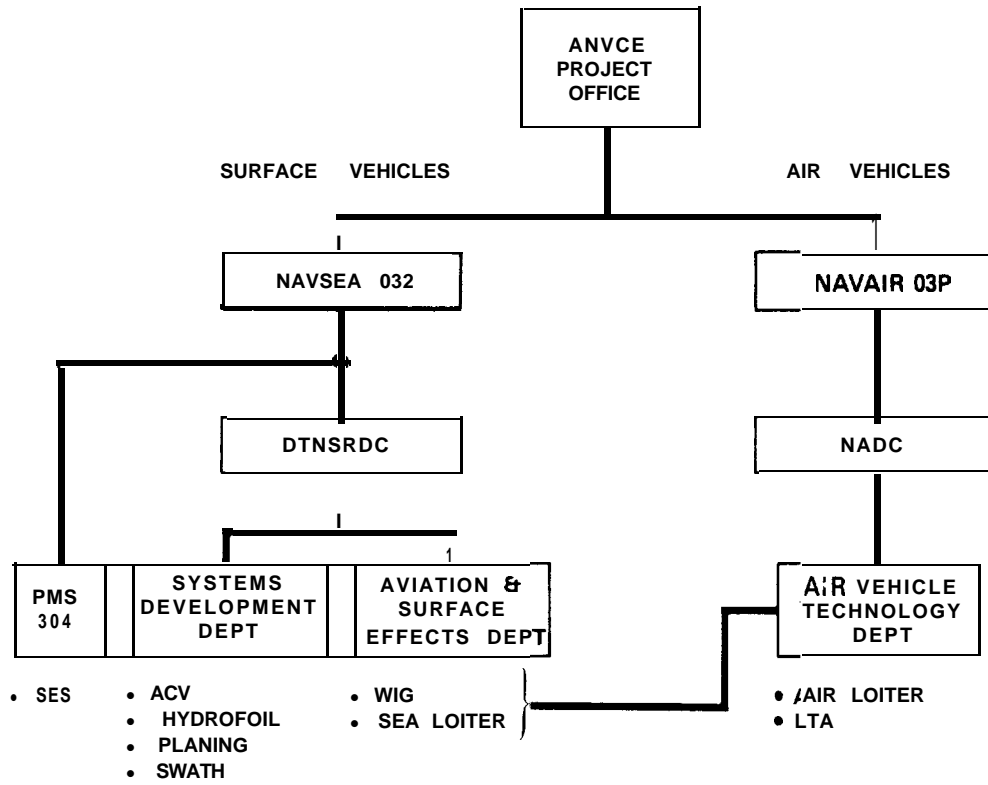 ANVCE
PROJECT
OFFICE
SURFACE VEHICLES
AIR VEHICLES
NAVSEA 032
NAVAIR 03P
DTNSRDC
NADC
PMS
304
SYSTEMS
DEVELOPMENT
DEPT
AVIATION &
SURFACE
EFFECTS DEPT
AIR VEHICLE
TECHNOLOGY
DEPT
• SES
• ACV
• HYDROFOIL
• PLANING
• SWATH
• WIG
• SEA LOITER
• AIR LOITER
• LTA